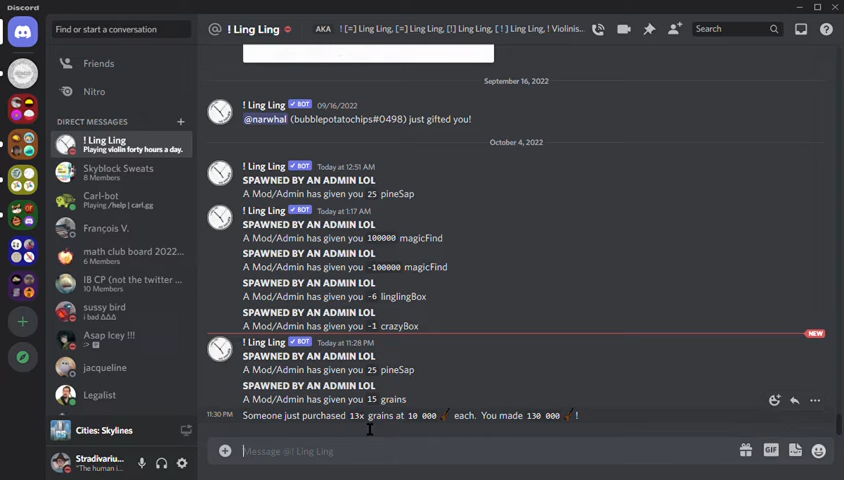 Discord
Find or start a conversation
! Ling Ling
AKA
! [=] Ling Ling, [=] Ling Ling, [!] Ling Ling, [ ! ] Ling Ling, ! Violinis...
Search
Friends
Nitro
DIRECT MESSAGES
! Ling Ling
Playing violin forty hours a day.
Skyblock Sweats
8 Members
Carl-bot
Playing /help | carl.gg
François V.
math club board 2022...
6 Members
IB CP (not the twitter ...
28 Members
sussy bird
i bad ΔΔΔ
Asap Icey !!!
:>
jacqueline
Legalist
Cities: Skylines
Stradivariu...
"The human i...
September 16, 2022
! Ling Ling ✓ BOT 09/16/2022
@narwhal (bubblepotatochips#0498) just gifted you!
October 4, 2022
! Ling Ling ✓ BOT Today at 12:51 AM
SPAWNED BY AN ADMIN LOL
A Mod/Admin has given you 25 pineSap
! Ling Ling ✓ BOT Today at 1:17 AM
SPAWNED BY AN ADMIN LOL
A Mod/Admin has given you 100000 magicFind
SPAWNED BY AN ADMIN LOL
A Mod/Admin has given you -100000 magicFind
SPAWNED BY AN ADMIN LOL
A Mod/Admin has given you -6 linglingBox
SPAWNED BY AN ADMIN LOL
A Mod/Admin has given you -1 crazyBox
NEW
! Ling Ling ✓ BOT Today at 11:28 PM
SPAWNED BY AN ADMIN LOL
A Mod/Admin has given you 25 pineSap
SPAWNED BY AN ADMIN LOL
A Mod/Admin has given you 15 grains
11:30 PM Someone just purchased 13x grains at 10 000 each. You made 130 000 !
Message @! Ling Ling
GIF